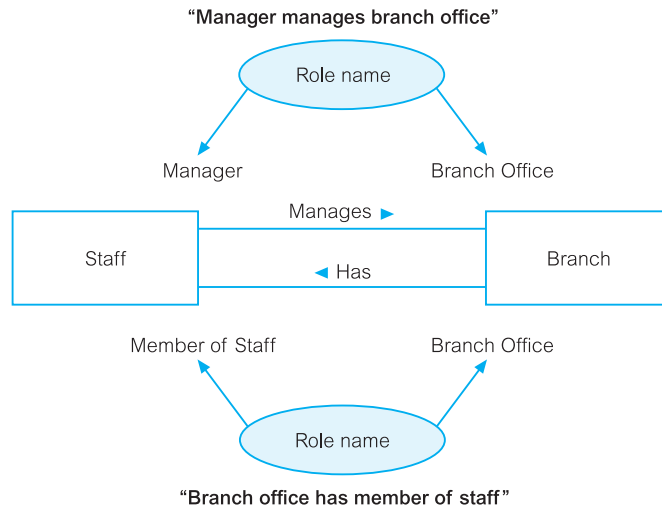 “Manager manages branch office”
Role name
Manager
Branch Office
Manages
Staff
Branch
Has
Member of Staff
Branch Office
Role name
“Branch office has member of staff”